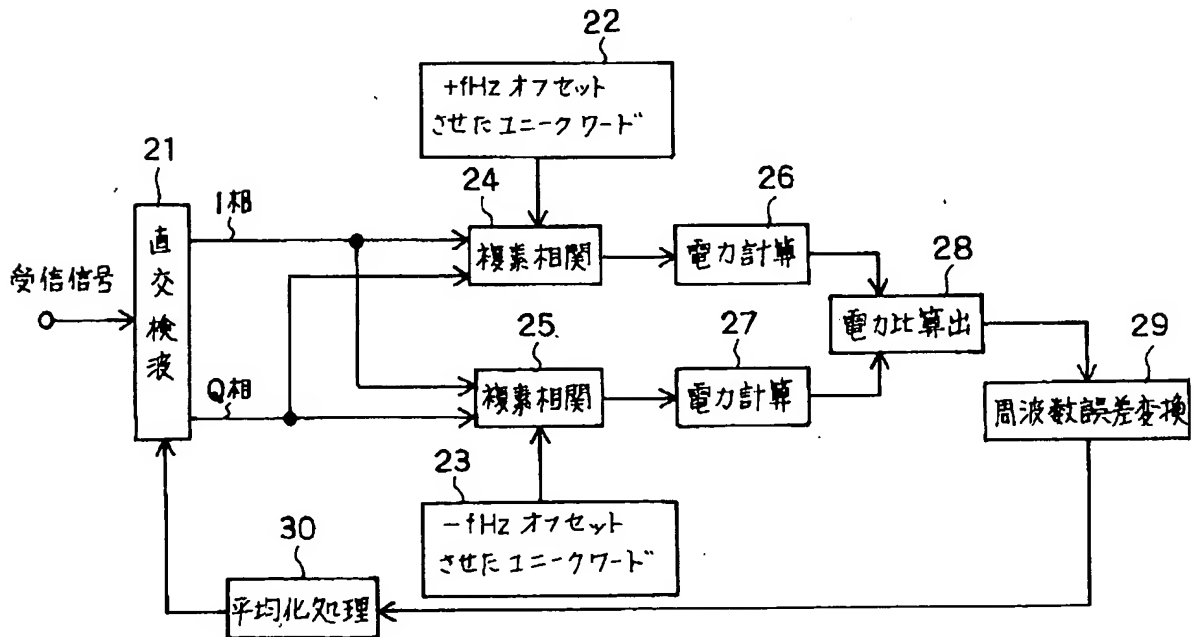 22
+fHz オフセット
させた ユニークワード
21
直交検波
I相
Q相
受信信号
24
複素相関
26
電力計算
28
電力比算出
25
複素相関
27
電力計算
29
周波数誤差変換
23
-fHz オフセット
させた ユニークワード
30
平均化処理